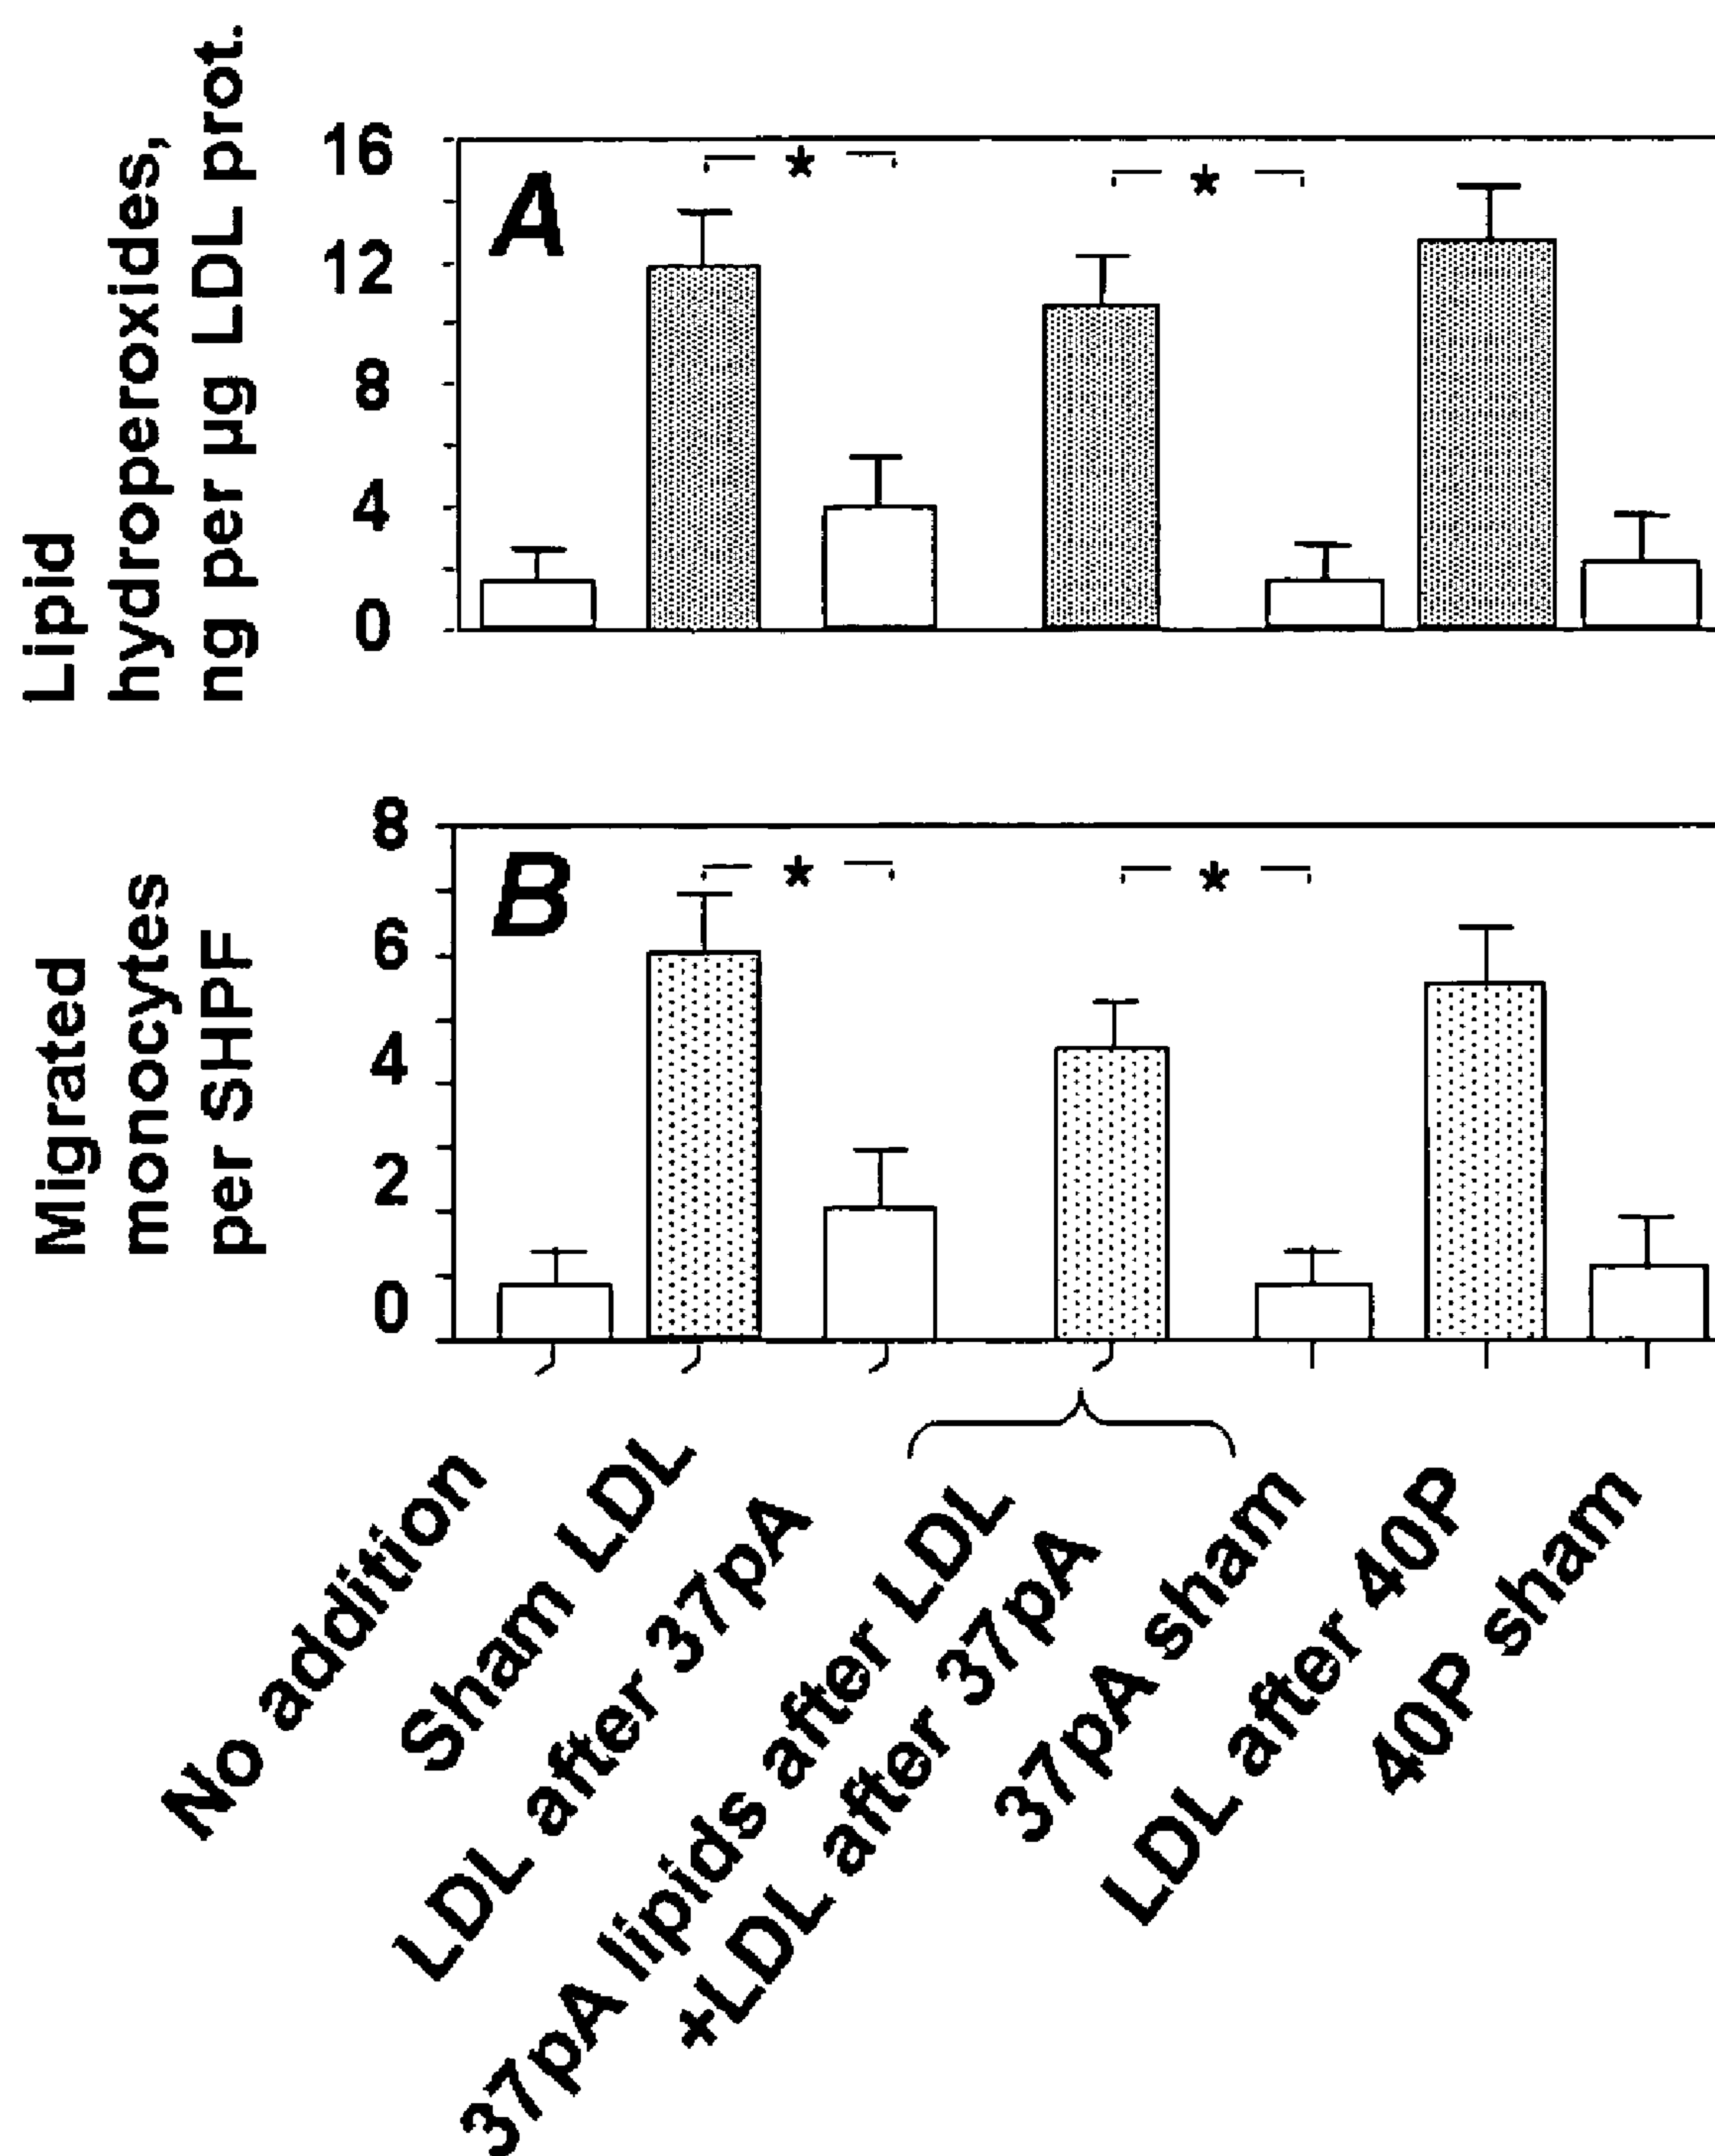 Lipid
hydroperoxides,
ng per µg LDL prot.
16
12
8
4
0
A
*
*
Migrated
monocytes
per SHPF
8
6
4
2
0
B
*
*
No addition
Sham LDL
LDL after 37pA
37pA lipids after LDL
+LDL after 37pA
37pA sham
LDL after 40P
40P sham